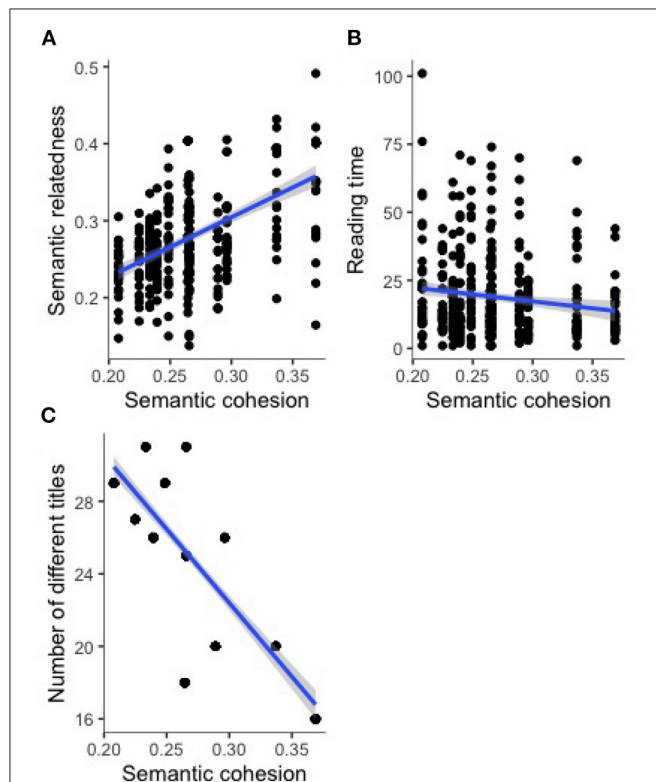 A
Semantic relatedness
0.5
0.4
0.3
0.2
0.20 0.25 0.30 0.35
Semantic cohesion
B
Reading time
100
75
50
25
0
0.20 0.25 0.30 0.35
Semantic cohesion
C
Number of different titles
28
24
20
16
0.20 0.25 0.30 0.35
Semantic cohesion